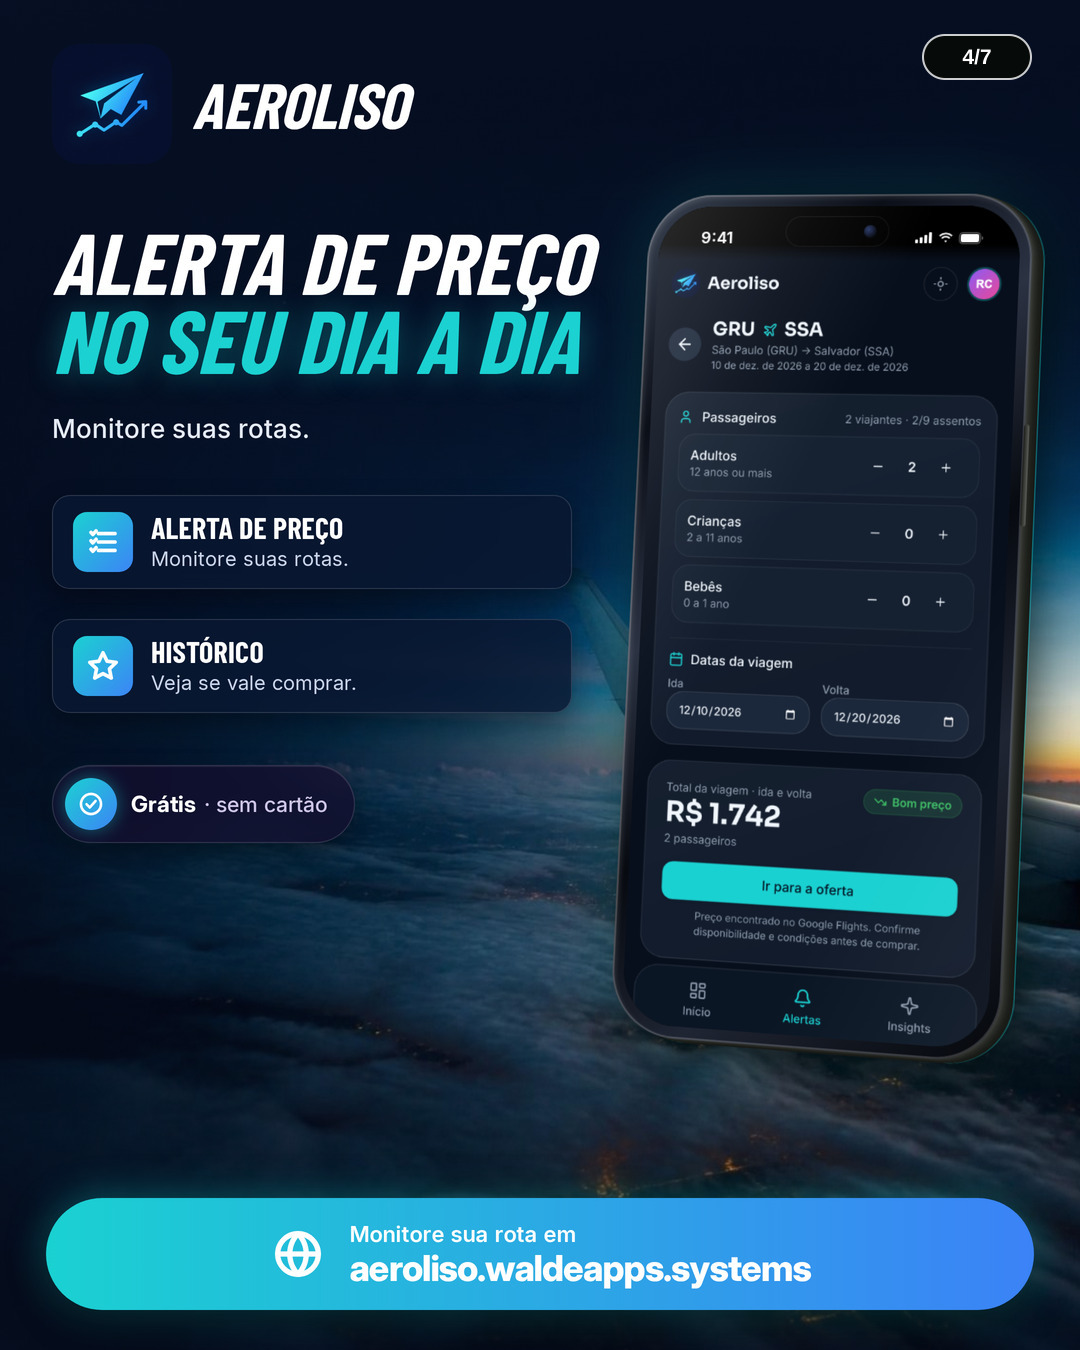 4/7
AEROLISO
ALERTA DE PREÇO
NO SEU DIA A DIA
Monitore suas rotas.
ALERTA DE PREÇO
Monitore suas rotas.
HISTÓRICO
Veja se vale comprar.
Grátis · sem cartão
9:41
Aeroliso
RC
GRU SSA
São Paulo (GRU) → Salvador (SSA)
10 de dez. de 2026 a 20 de dez. de 2026
Passageiros 2 viajantes · 2/9 assentos
Adultos
12 anos ou mais
− 2 +
Crianças
2 a 11 anos
− 0 +
Bebês
0 a 1 ano
− 0 +
Datas da viagem
Ida Volta
12/10/2026 12/20/2026
Total da viagem · ida e volta
R$ 1.742
Bom preço
2 passageiros
Ir para a oferta
Preço encontrado no Google Flights. Confirme
disponibilidade e condições antes de comprar.
Início Alertas Insights
Monitore sua rota em
aeroliso.waldeapps.systems